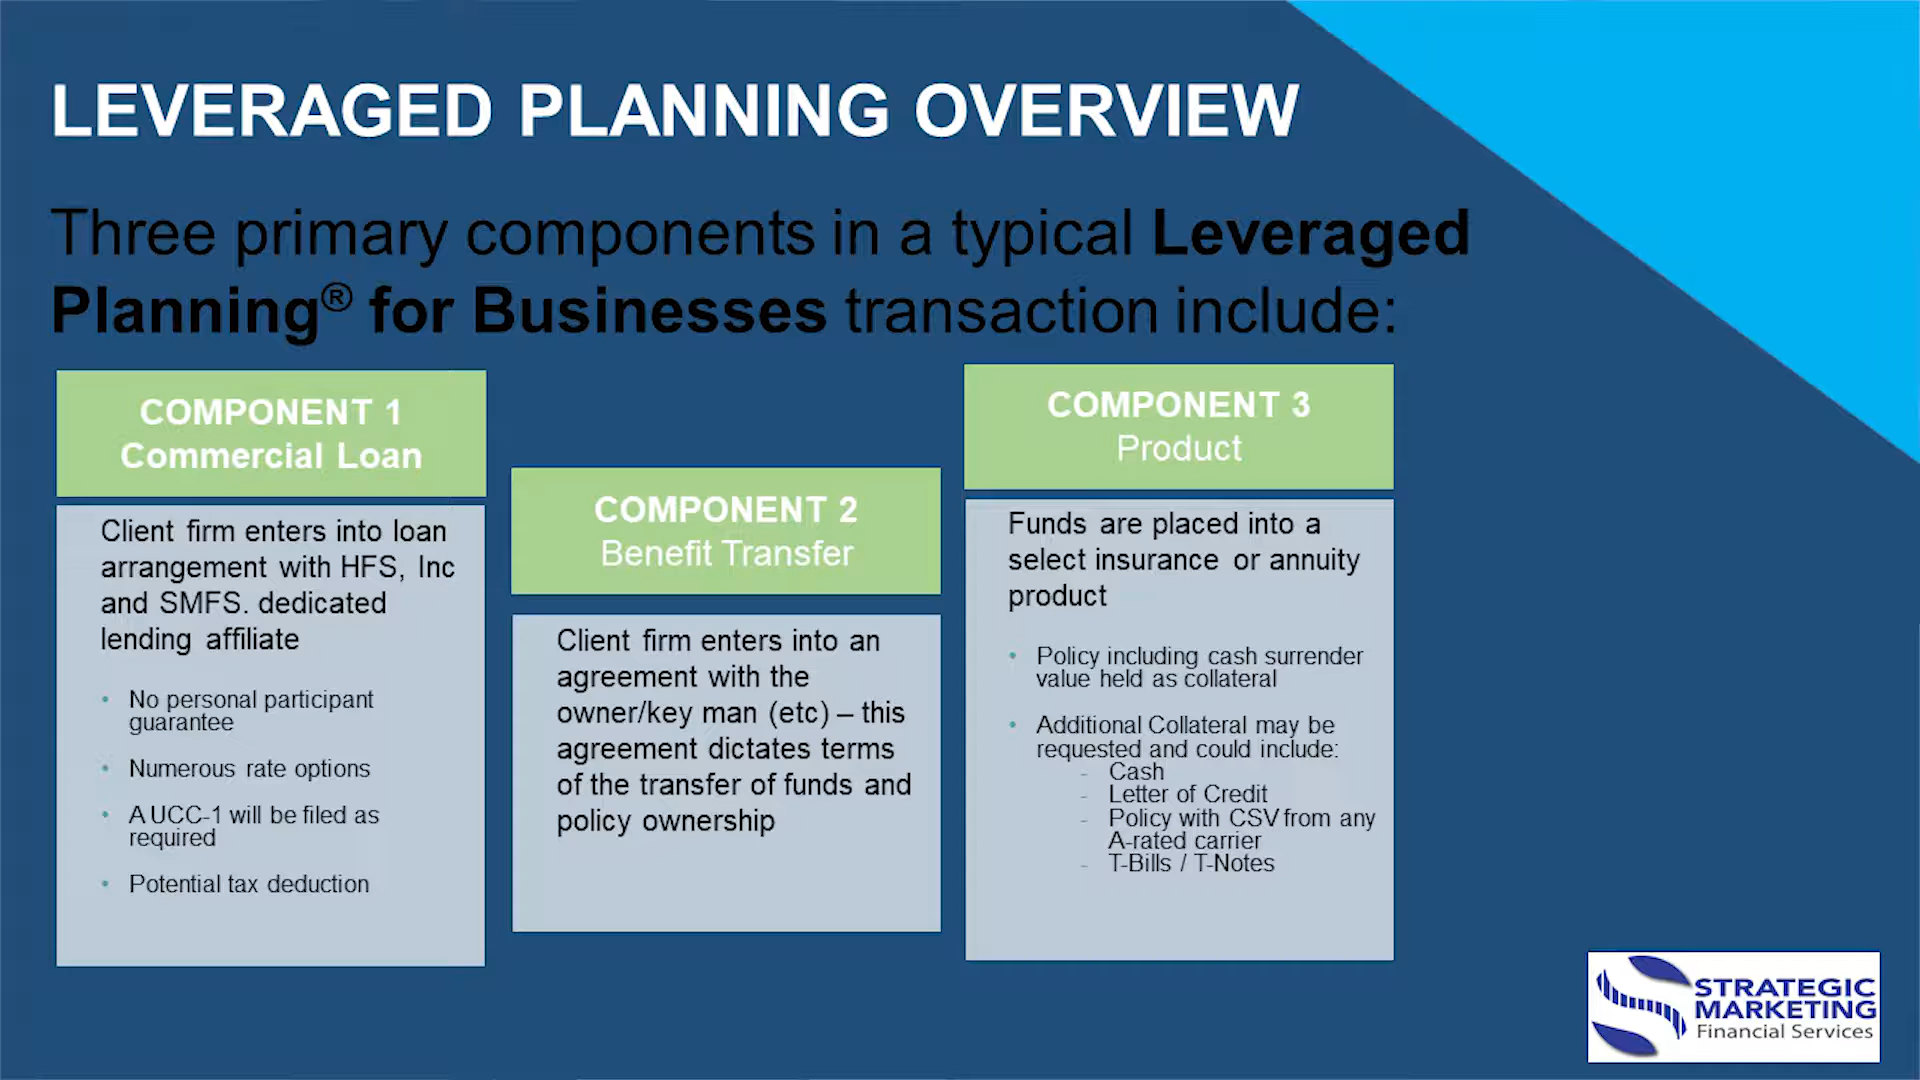 LEVERAGED PLANNING OVERVIEW
Three primary components in a typical Leveraged
Planning® for Businesses transaction include:
COMPONENT 1
Commercial Loan
Client firm enters into loan
arrangement with HFS, Inc
and SMFS. dedicated
lending affiliate
• No personal participant
guarantee
• Numerous rate options
• A UCC-1 will be filed as
required
• Potential tax deduction
COMPONENT 2
Benefit Transfer
Client firm enters into an
agreement with the
owner/key man (etc) – this
agreement dictates terms
of the transfer of funds and
policy ownership
COMPONENT 3
Product
Funds are placed into a
select insurance or annuity
product
• Policy including cash surrender
value held as collateral
• Additional Collateral may be
requested and could include:
- Cash
- Letter of Credit
- Policy with CSV from any
A-rated carrier
- T-Bills / T-Notes
STRATEGIC
MARKETING
Financial Services